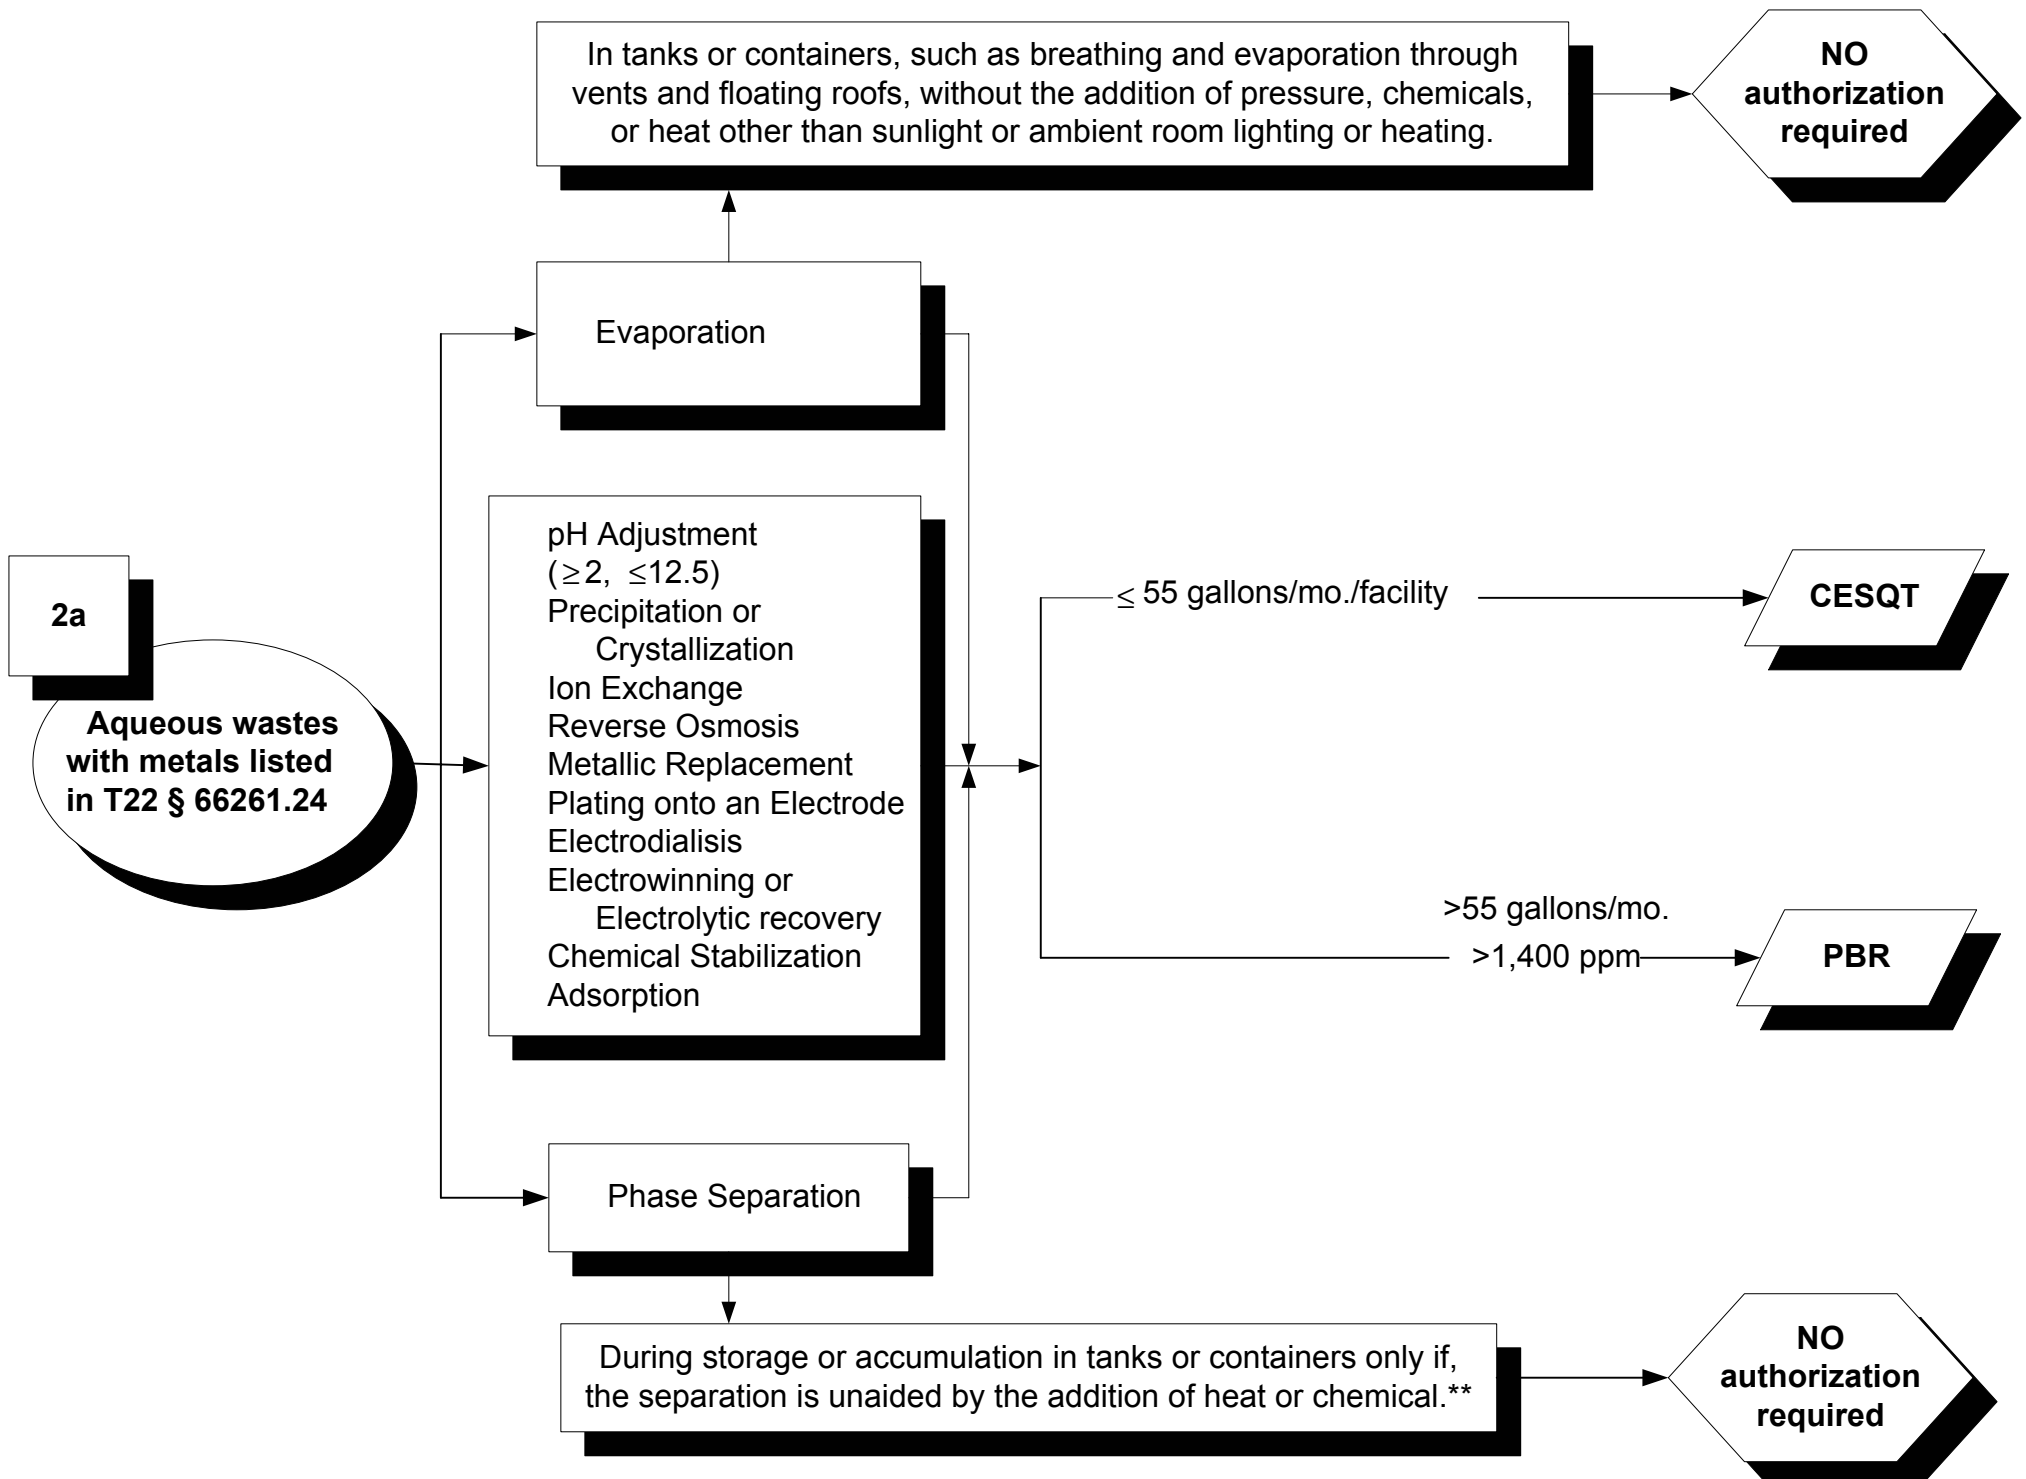 In tanks or containers, such as breathing and evaporation through
vents and floating roofs, without the addition of pressure, chemicals,
or heat other than sunlight or ambient room lighting or heating.
NO
authorization
required
Evaporation
2a
Aqueous wastes
with metals listed
in T22 § 66261.24
pH Adjustment
(≥2, ≤12.5)
Precipitation or
Crystallization
Ion Exchange
Reverse Osmosis
Metallic Replacement
Plating onto an Electrode
Electrodialisis
Electrowinning or
Electrolytic recovery
Chemical Stabilization
Adsorption
≤ 55 gallons/mo./facility
CESQT
>55 gallons/mo.
>1,400 ppm
PBR
Phase Separation
During storage or accumulation in tanks or containers only if,
the separation is unaided by the addition of heat or chemical.**
NO
authorization
required